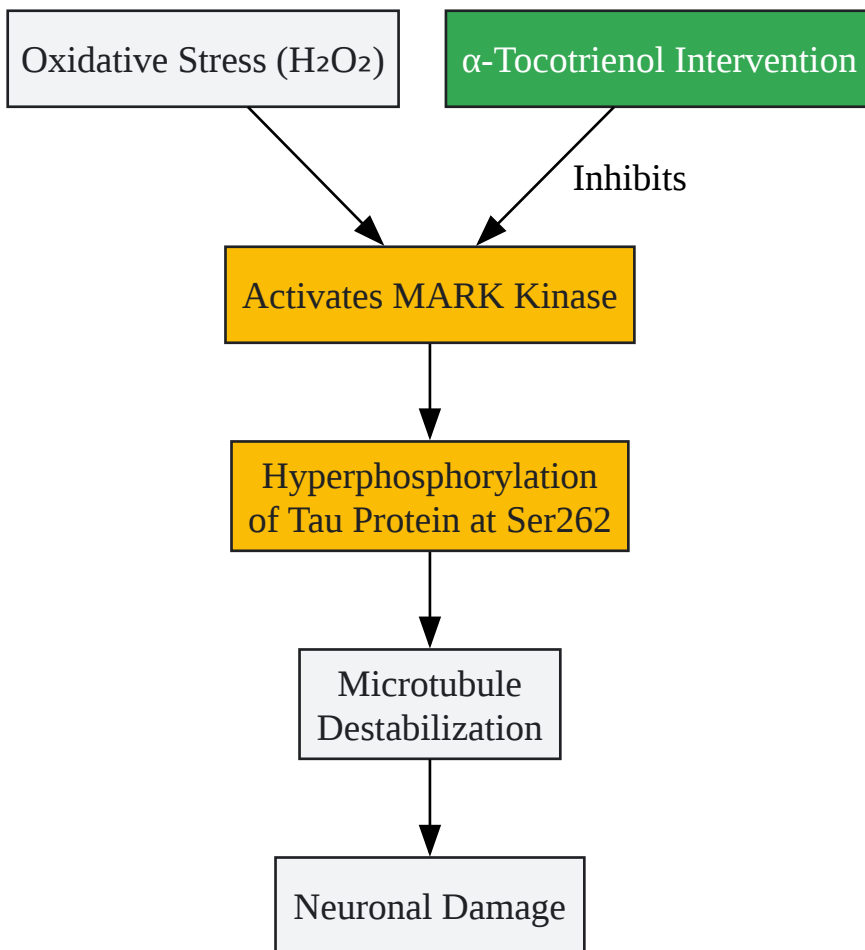 Oxidative Stress (H₂O₂)
α-Tocotrienol Intervention
Inhibits
Activates MARK Kinase
Hyperphosphorylation
of Tau Protein at Ser262
Microtubule
Destabilization
Neuronal Damage